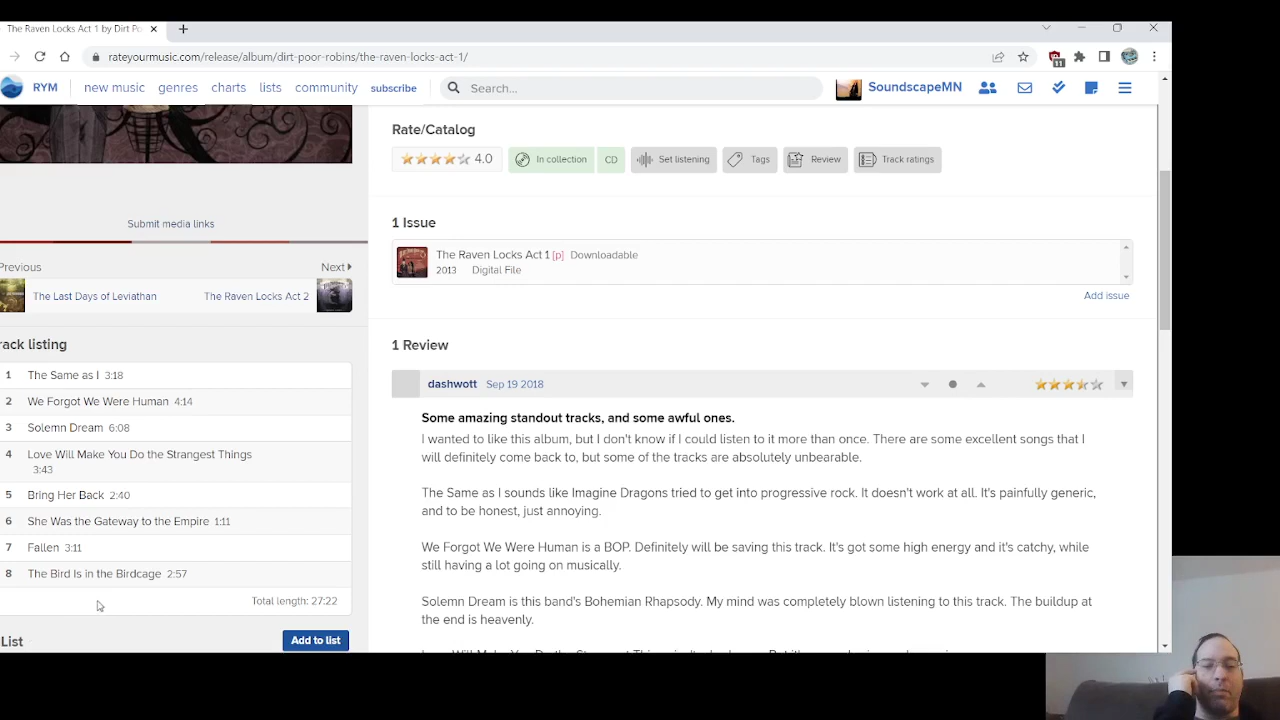 The Raven Locks Act 1 by Dirt Po
rateyourmusic.com/release/album/dirt-poor-robins/the-raven-locks-act-1/
11
RYM new music genres charts lists community subscribe Search... SoundscapeMN
Rate/Catalog
4.0 In collection CD Set listening Tags Review Track ratings
Submit media links
1 Issue
The Raven Locks Act 1 [p] Downloadable
2013 Digital File
Add issue
Previous Next
The Last Days of Leviathan The Raven Locks Act 2
rack listing
1 The Same as I 3:18
2 We Forgot We Were Human 4:14
3 Solemn Dream 6:08
4 Love Will Make You Do the Strangest Things
3:43
5 Bring Her Back 2:40
6 She Was the Gateway to the Empire 1:11
7 Fallen 3:11
8 The Bird Is in the Birdcage 2:57
Total length: 27:22
List Add to list
1 Review
dashwott Sep 19 2018
Some amazing standout tracks, and some awful ones.
I wanted to like this album, but I don't know if I could listen to it more than once. There are some excellent songs that I
will definitely come back to, but some of the tracks are absolutely unbearable.
The Same as I sounds like Imagine Dragons tried to get into progressive rock. It doesn't work at all. It's painfully generic,
and to be honest, just annoying.
We Forgot We Were Human is a BOP. Definitely will be saving this track. It's got some high energy and it's catchy, while
still having a lot going on musically.
Solemn Dream is this band's Bohemian Rhapsody. My mind was completely blown listening to this track. The buildup at
the end is heavenly.